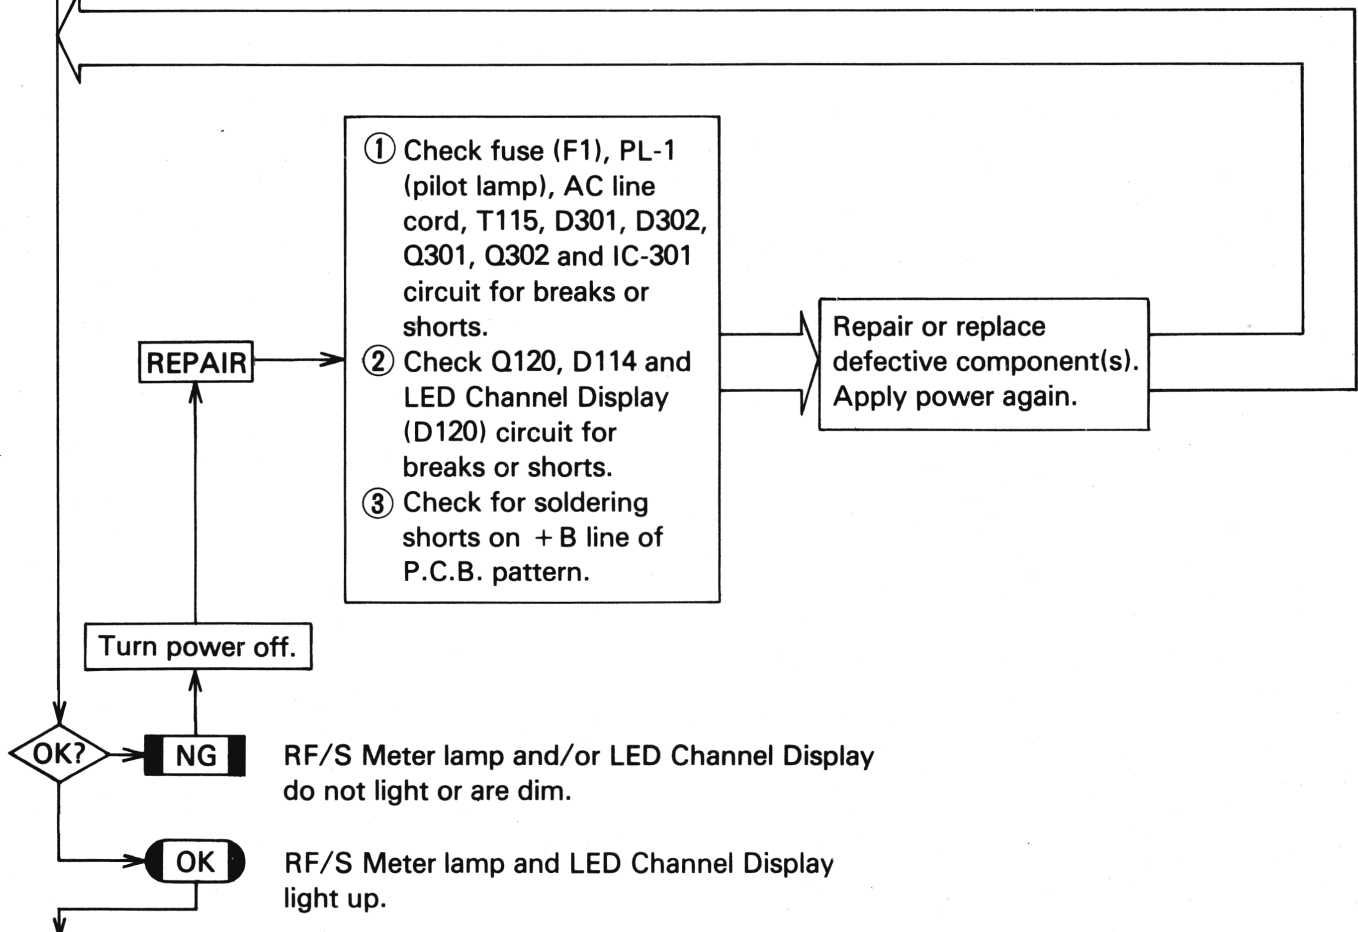 ① Check fuse (F1), PL-1
(pilot lamp), AC line
cord, T115, D301, D302,
Q301, Q302 and IC-301
circuit for breaks or
shorts.
② Check Q120, D114 and
LED Channel Display
(D120) circuit for
breaks or shorts.
③ Check for soldering
shorts on +B line of
P.C.B. pattern.
Repair or replace
defective component(s).
Apply power again.
REPAIR
Turn power off.
OK?
NG
RF/S Meter lamp and/or LED Channel Display
do not light or are dim.
OK
RF/S Meter lamp and LED Channel Display
light up.